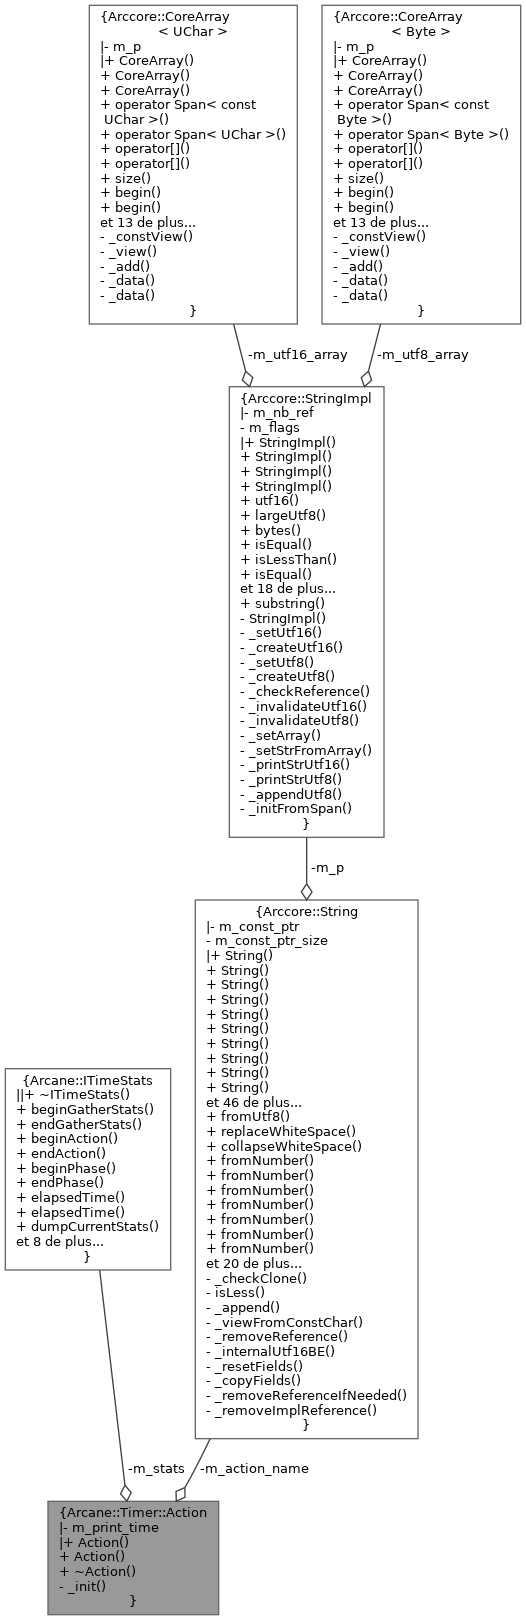 {Arccore::CoreArray
< UChar >
|- m_p
|+ CoreArray()
+ CoreArray()
+ CoreArray()
+ operator Span< const
UChar >()
+ operator Span< UChar >()
+ operator[]()
+ operator[]()
+ size()
+ begin()
+ begin()
et 13 de plus...
- _constView()
- _view()
- _add()
- _data()
- _data()
}
{Arccore::CoreArray
< Byte >
|- m_p
|+ CoreArray()
+ CoreArray()
+ CoreArray()
+ operator Span< const
Byte >()
+ operator Span< Byte >()
+ operator[]()
+ operator[]()
+ size()
+ begin()
+ begin()
et 13 de plus...
- _constView()
- _view()
- _add()
- _data()
- _data()
}
-m_utf16_array
-m_utf8_array
{Arccore::StringImpl
|- m_nb_ref
- m_flags
|+ StringImpl()
+ StringImpl()
+ StringImpl()
+ StringImpl()
+ utf16()
+ largeUtf8()
+ bytes()
+ isEqual()
+ isLessThan()
+ isEqual()
et 18 de plus...
+ substring()
- StringImpl()
- _setUtf16()
- _createUtf16()
- _setUtf8()
- _createUtf8()
- _checkReference()
- _invalidateUtf16()
- _invalidateUtf8()
- _setArray()
- _setStrFromArray()
- _printStrUtf16()
- _printStrUtf8()
- _appendUtf8()
- _initFromSpan()
}
-m_p
{Arccore::String
|- m_const_ptr
- m_const_ptr_size
|+ String()
+ String()
+ String()
+ String()
+ String()
+ String()
+ String()
+ String()
+ String()
+ String()
et 46 de plus...
+ fromUtf8()
+ replaceWhiteSpace()
+ collapseWhiteSpace()
+ fromNumber()
+ fromNumber()
+ fromNumber()
+ fromNumber()
+ fromNumber()
+ fromNumber()
+ fromNumber()
et 20 de plus...
- _checkClone()
- isLess()
- _append()
- _viewFromConstChar()
- _removeReference()
- _internalUtf16BE()
- _resetFields()
- _copyFields()
- _removeReferenceIfNeeded()
- _removeImplReference()
}
{Arcane::ITimeStats
||+ ~ITimeStats()
+ beginGatherStats()
+ endGatherStats()
+ beginAction()
+ endAction()
+ beginPhase()
+ endPhase()
+ elapsedTime()
+ elapsedTime()
+ dumpCurrentStats()
et 8 de plus...
}
-m_stats
-m_action_name
{Arcane::Timer::Action
|- m_print_time
|+ Action()
+ Action()
+ ~Action()
- _init()
}